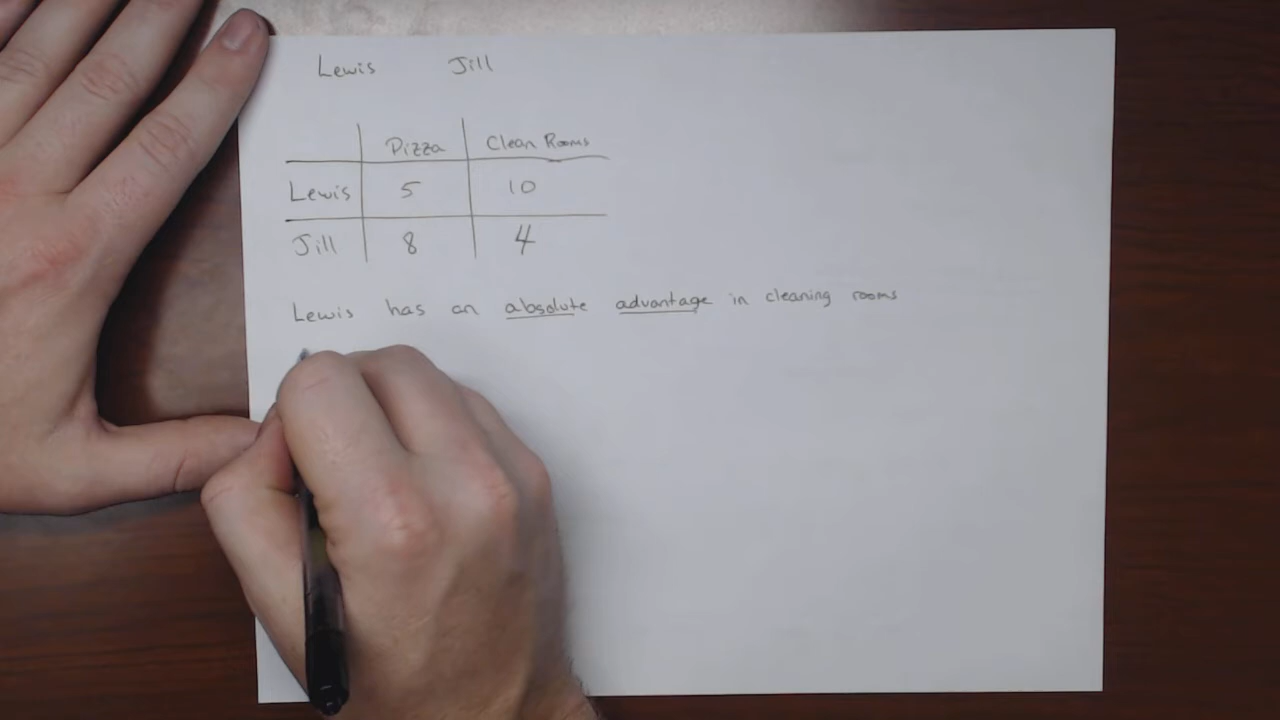 Lewis Jill
Pizza Clean Rooms
Lewis 5 10
Jill 8 4
Lewis has an absolute advantage in cleaning rooms